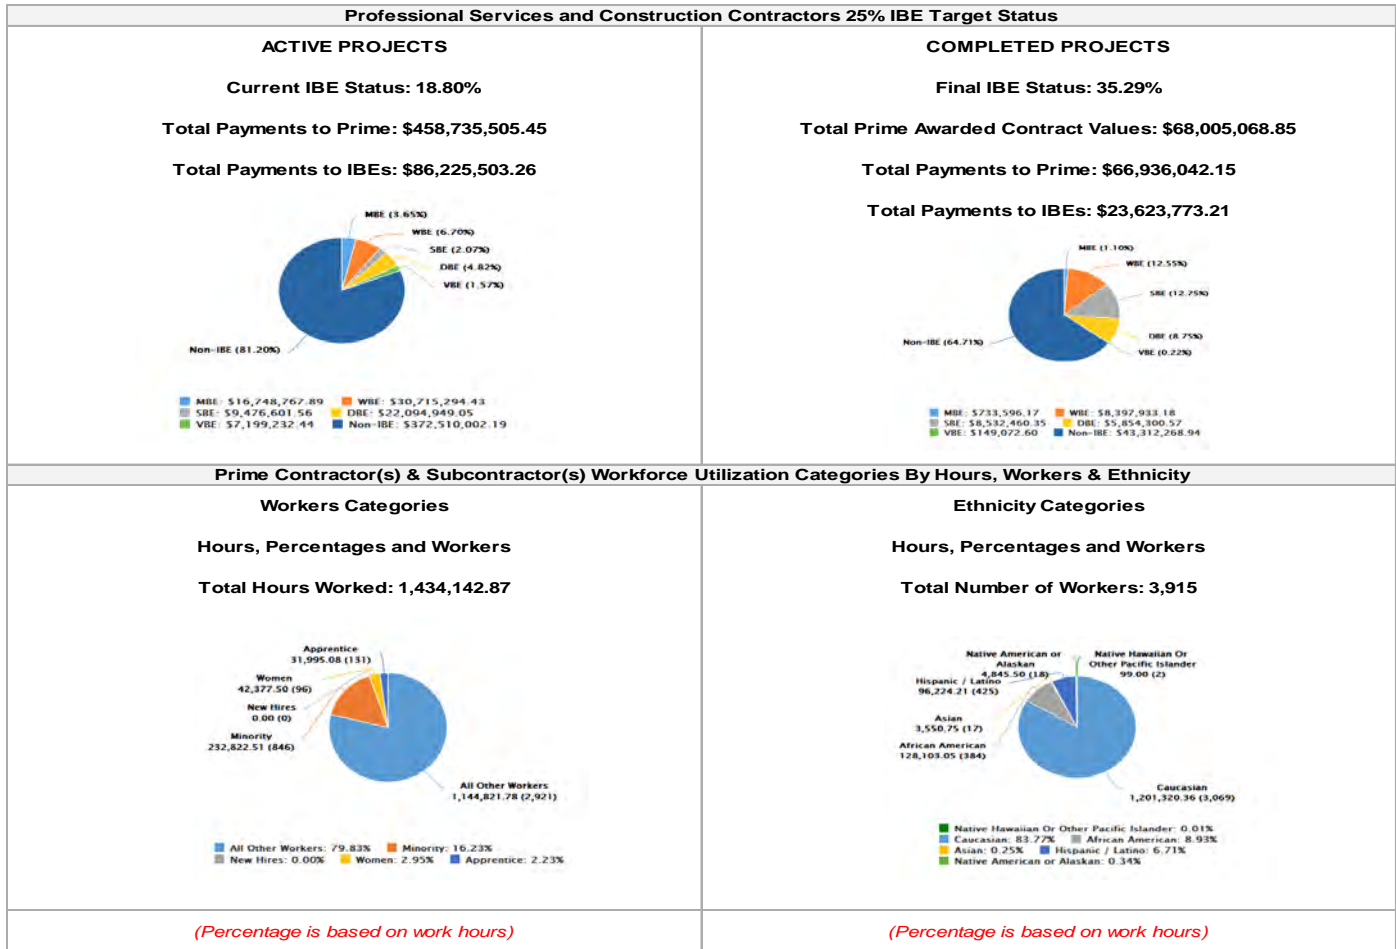 Professional Services and Construction Contractors 25% IBE Target Status
ACTIVE PROJECTS
Current IBE Status: 18.80%
Total Payments to Prime: $458,735,505.45
Total Payments to IBEs: $86,225,503.26
MBE (3.65%)
WBE (6.70%)
SBE (2.07%)
DBE (4.82%)
VBE (1.57%)
Non-IBE (81.20%)
MBE: $16,748,767.89 WBE: $30,715,294.43
SBE: $9,476,601.56 DBE: $22,094,949.05
VBE: $7,199,232.44 Non-IBE: $372,510,002.19
COMPLETED PROJECTS
Final IBE Status: 35.29%
Total Prime Awarded Contract Values: $68,005,068.85
Total Payments to Prime: $66,936,042.15
Total Payments to IBEs: $23,623,773.21
MBE (1.10%)
WBE (12.55%)
SBE (12.75%)
DBE (8.75%)
VBE (0.22%)
Non-IBE (64.71%)
MBE: $733,596.17 WBE: $8,397,933.18
SBE: $8,532,460.35 DBE: $5,854,300.57
VBE: $149,072.60 Non-IBE: $43,312,268.94
Prime Contractor(s) & Subcontractor(s) Workforce Utilization Categories By Hours, Workers & Ethnicity
Workers Categories
Hours, Percentages and Workers
Total Hours Worked: 1,434,142.87
Apprentice
31,995.08 (131)
Women
42,377.50 (96)
New Hires
0.00 (0)
Minority
232,822.51 (846)
All Other Workers
1,144,821.78 (2,921)
All Other Workers: 79.83% Minority: 16.23%
New Hires: 0.00% Women: 2.95% Apprentice: 2.23%
(Percentage is based on work hours)
Ethnicity Categories
Hours, Percentages and Workers
Total Number of Workers: 3,915
Native American or
Alaskan
4,845.50 (18)
Native Hawaiian Or
Other Pacific Islander
99.00 (2)
Hispanic / Latino
96,224.21 (425)
Asian
3,550.75 (17)
African American
128,103.05 (384)
Caucasian
1,201,320.36 (3,069)
Native Hawaiian Or Other Pacific Islander: 0.01%
Caucasian: 83.77% African American: 8.93%
Asian: 0.25% Hispanic / Latino: 6.71%
Native American or Alaskan: 0.34%
(Percentage is based on work hours)